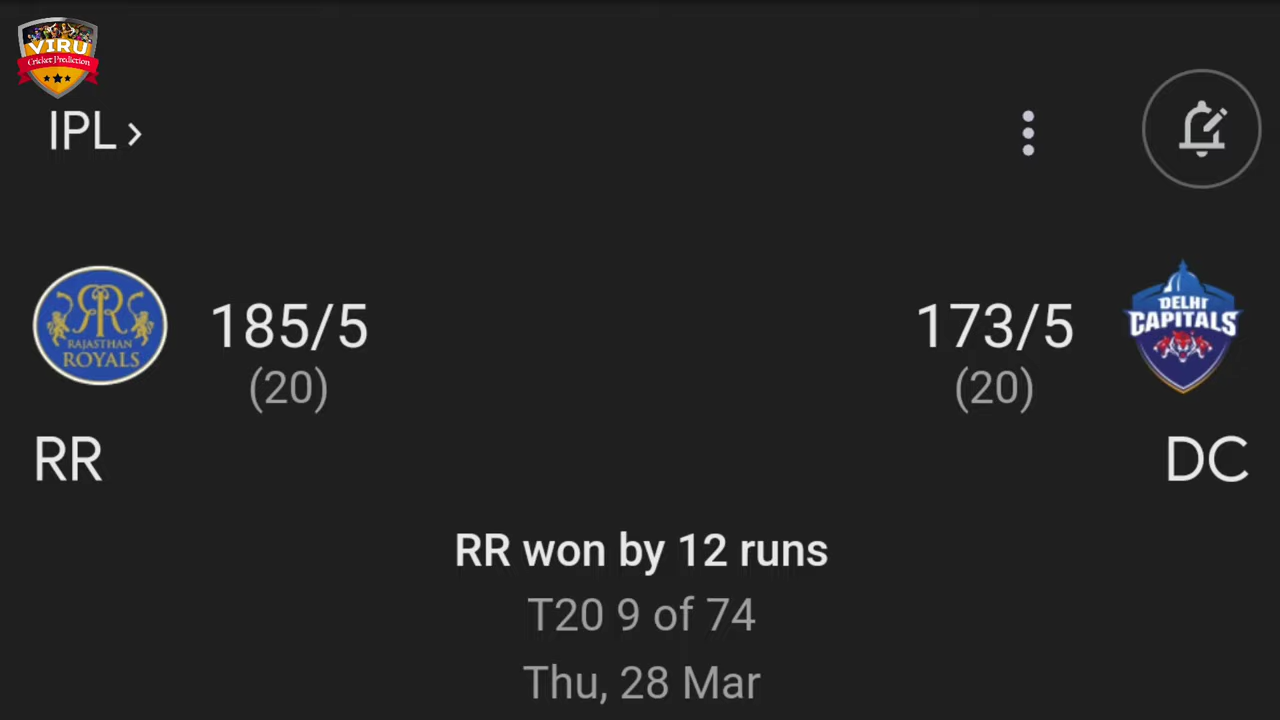 VIRU
Cricket Prediction
IPL ›
RAJASTHAN
ROYALS
185/5
(20)
RR
173/5
(20)
DELHI
CAPITALS
DC
RR won by 12 runs
T20 9 of 74
Thu, 28 Mar